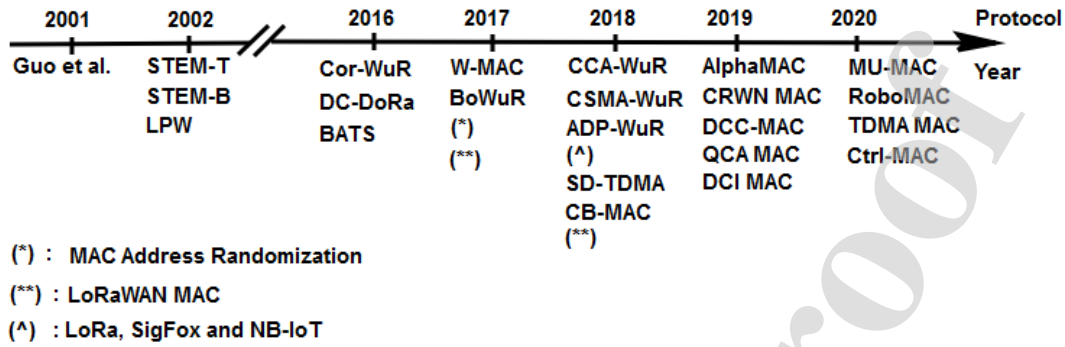 2001 2002 2016 2017 2018 2019 2020 Protocol
Guo et al. STEM-T Cor-WuR W-MAC CCA-WuR AlphaMAC MU-MAC Year
STEM-B DC-DoRa BoWuR CSMA-WuR CRWN MAC RoboMAC
LPW BATS (*) ADP-WuR DCC-MAC TDMA MAC
(**) (^) QCA MAC Ctrl-MAC
SD-TDMA DCI MAC
CB-MAC
(**)
(*) : MAC Address Randomization
(**) : LoRaWAN MAC
(^) : LoRa, SigFox and NB-IoT
roof